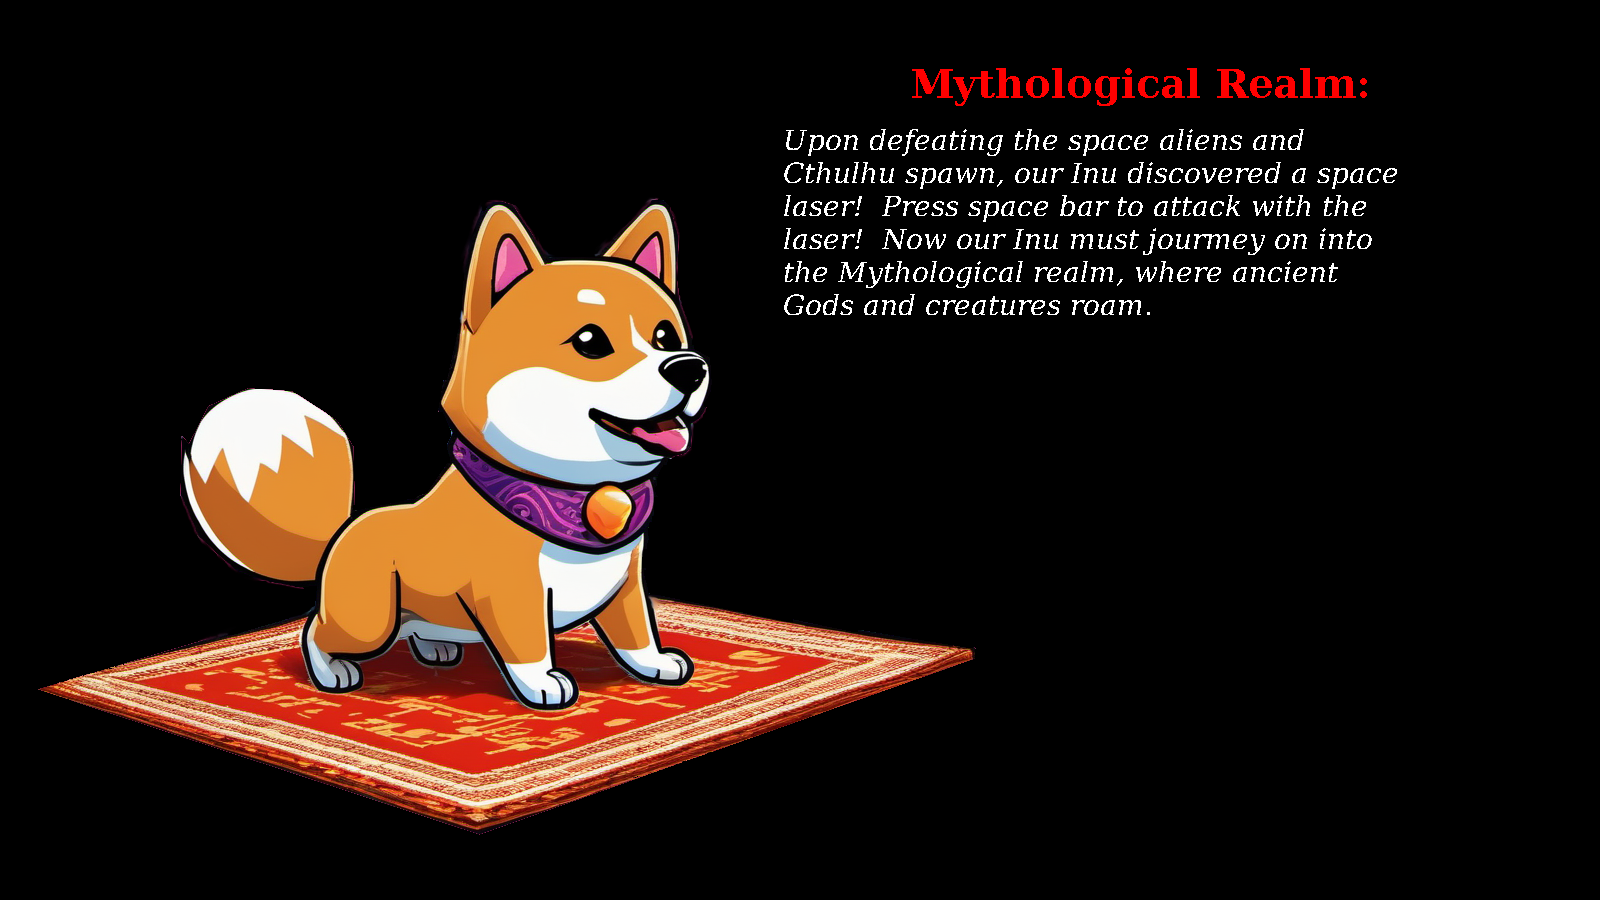 Mythological Realm:
Upon defeating the space aliens and
Cthulhu spawn, our Inu discovered a space
laser!  Press space bar to attack with the
laser!  Now our Inu must jourmey on into
the Mythological realm, where ancient
Gods and creatures roam.